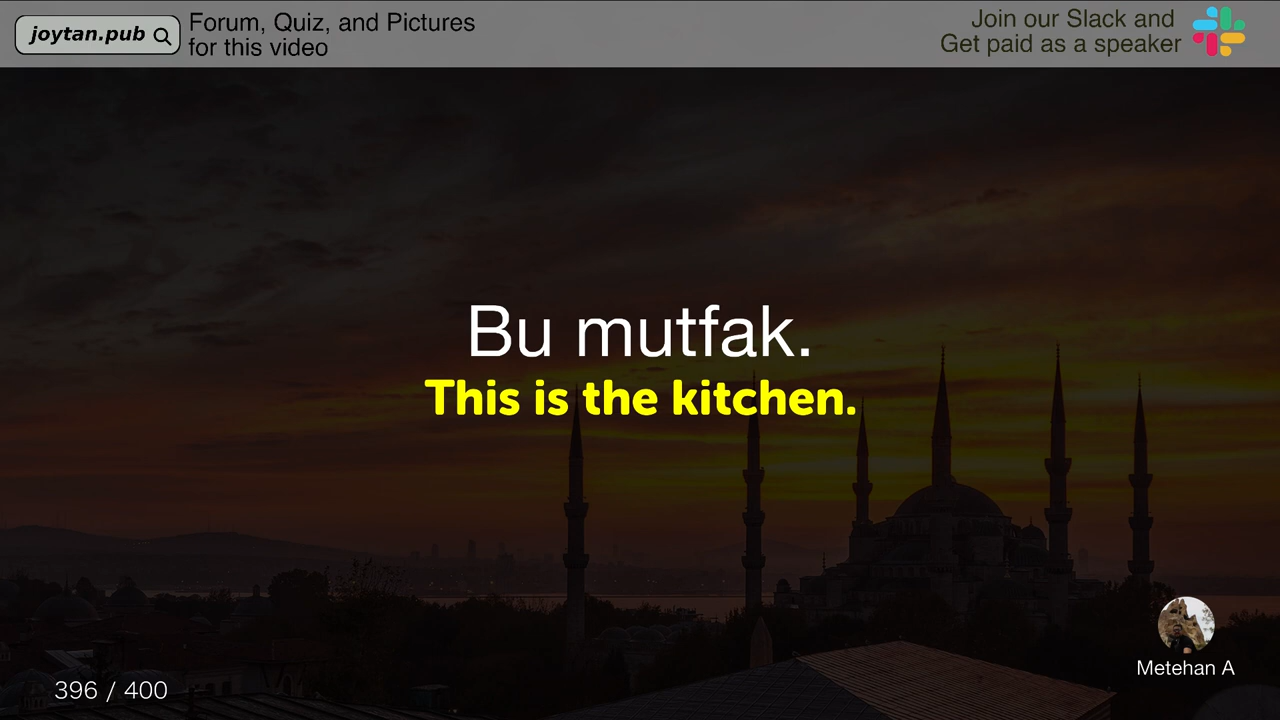 joytan.pub
Forum, Quiz, and Pictures
for this video
Join our Slack and
Get paid as a speaker
Bu mutfak.
This is the kitchen.
Metehan A
396 / 400